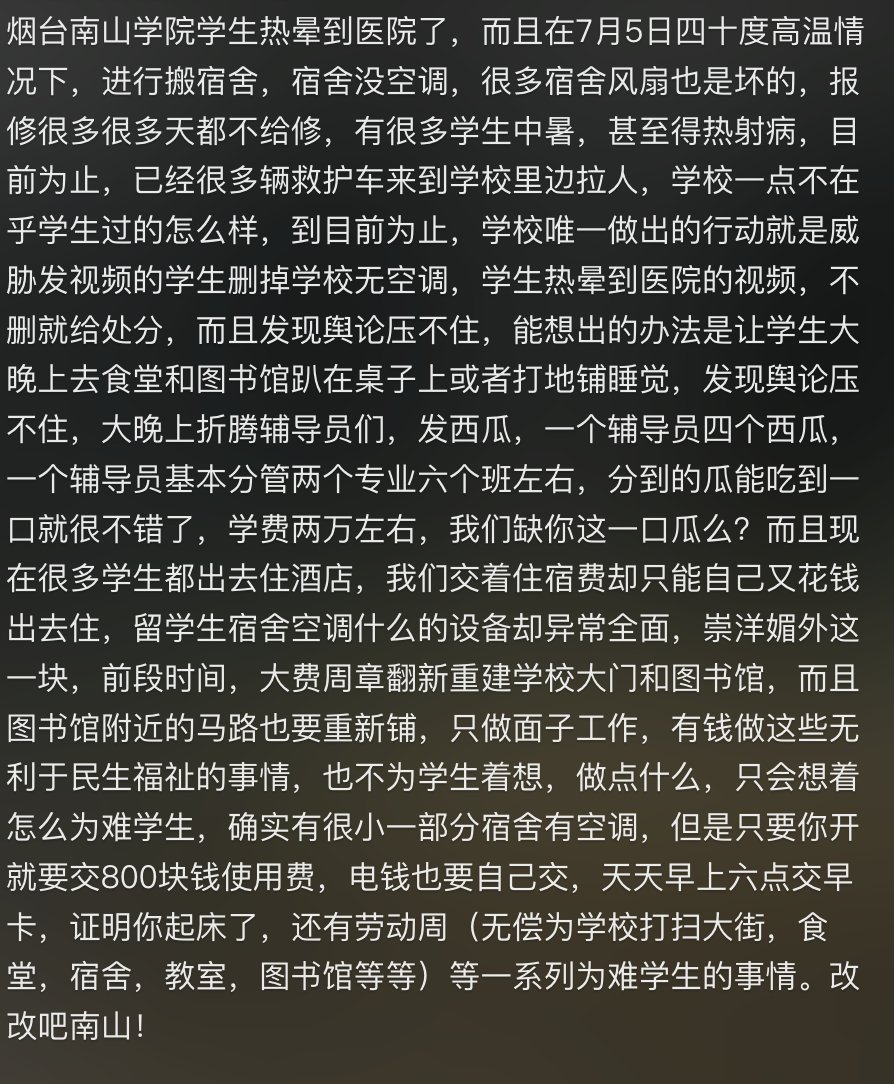 烟台南山学院学生热晕到医院了，而且在7月5日四十度高温情
况下，进行搬宿舍，宿舍没空调，很多宿舍风扇也是坏的，报
修很多很多天都不给修，有很多学生中暑，甚至得热射病，目
前为止，已经很多辆救护车来到学校里边拉人，学校一点不在
乎学生过的怎么样，到目前为止，学校唯一做出的行动就是威
胁发视频的学生删掉学校无空调，学生热晕到医院的视频，不
删就给处分，而且发现舆论压不住，能想出的办法是让学生大
晚上去食堂和图书馆趴在桌子上或者打地铺睡觉，发现舆论压
不住，大晚上折腾辅导员们，发西瓜，一个辅导员四个西瓜，
一个辅导员基本分管两个专业六个班左右，分到的瓜能吃到一
口就很不错了，学费两万左右，我们缺你这一口瓜么？而且现
在很多学生都出去住酒店，我们交着住宿费却只能自己又花钱
出去住，留学生宿舍空调什么的设备却异常全面，崇洋媚外这
一块，前段时间，大费周章翻新重建学校大门和图书馆，而且
图书馆附近的马路也要重新铺，只做面子工作，有钱做这些无
利于民生福祉的事情，也不为学生着想，做点什么，只会想着
怎么为难学生，确实有很小一部分宿舍有空调，但是只要你开
就要交800块钱使用费，电钱也要自己交，天天早上六点交早
卡，证明你起床了，还有劳动周（无偿为学校打扫大街，食
堂，宿舍，教室，图书馆等等）等一系列为难学生的事情。改
改吧南山！